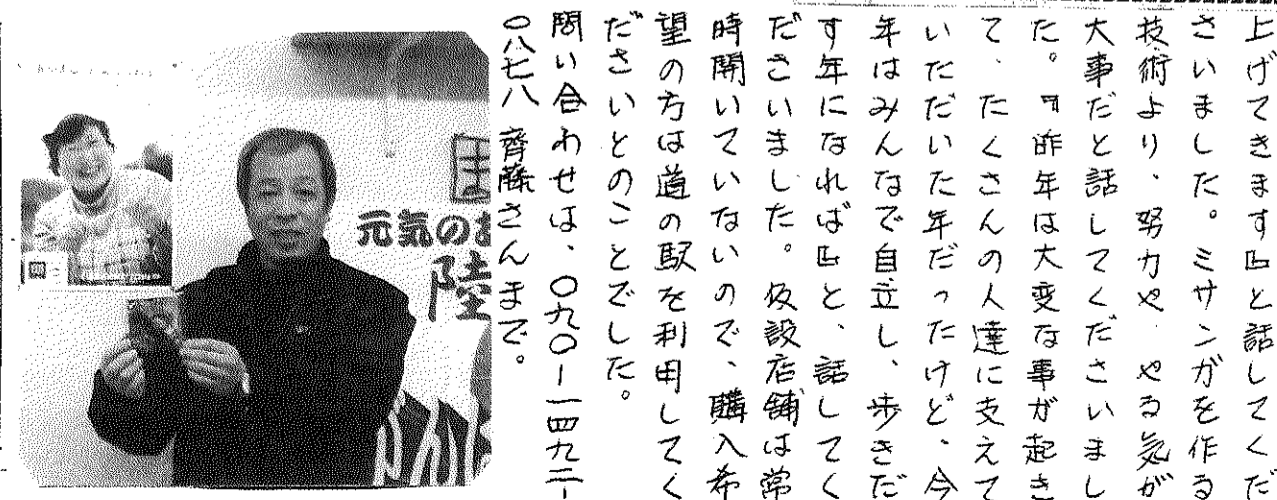 上げてきます』と話してくだ
さいました。ミサンガを作る
技術より、努力や、やる気が
大事だと話してくださいまし
た。『昨年は大変な事が起き
て、たくさんの人達に支えて
いただいた年だったけど、今
年はみんなで自立し、歩きだ
す年になれば』と、話してく
ださいました。仮設店舗は常
時開いていないので、購入希
望の方は道の駅を利用してく
ださいとのことでした。
問い合わせは、〇九〇ー一四九二ー
〇八七八 齊藤さんまで。
元気のお
陸